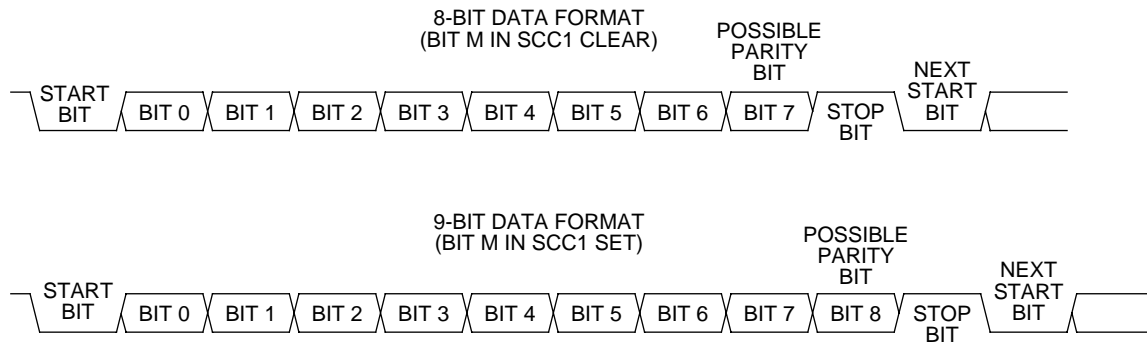 8-BIT DATA FORMAT
(BIT M IN SCC1 CLEAR)
POSSIBLE
PARITY
BIT
START
BIT
BIT 0
BIT 1
BIT 2
BIT 3
BIT 4
BIT 5
BIT 6
BIT 7
STOP
BIT
NEXT
START
BIT
9-BIT DATA FORMAT
(BIT M IN SCC1 SET)
POSSIBLE
PARITY
BIT
START
BIT
BIT 0
BIT 1
BIT 2
BIT 3
BIT 4
BIT 5
BIT 6
BIT 7
BIT 8
STOP
BIT
NEXT
START
BIT